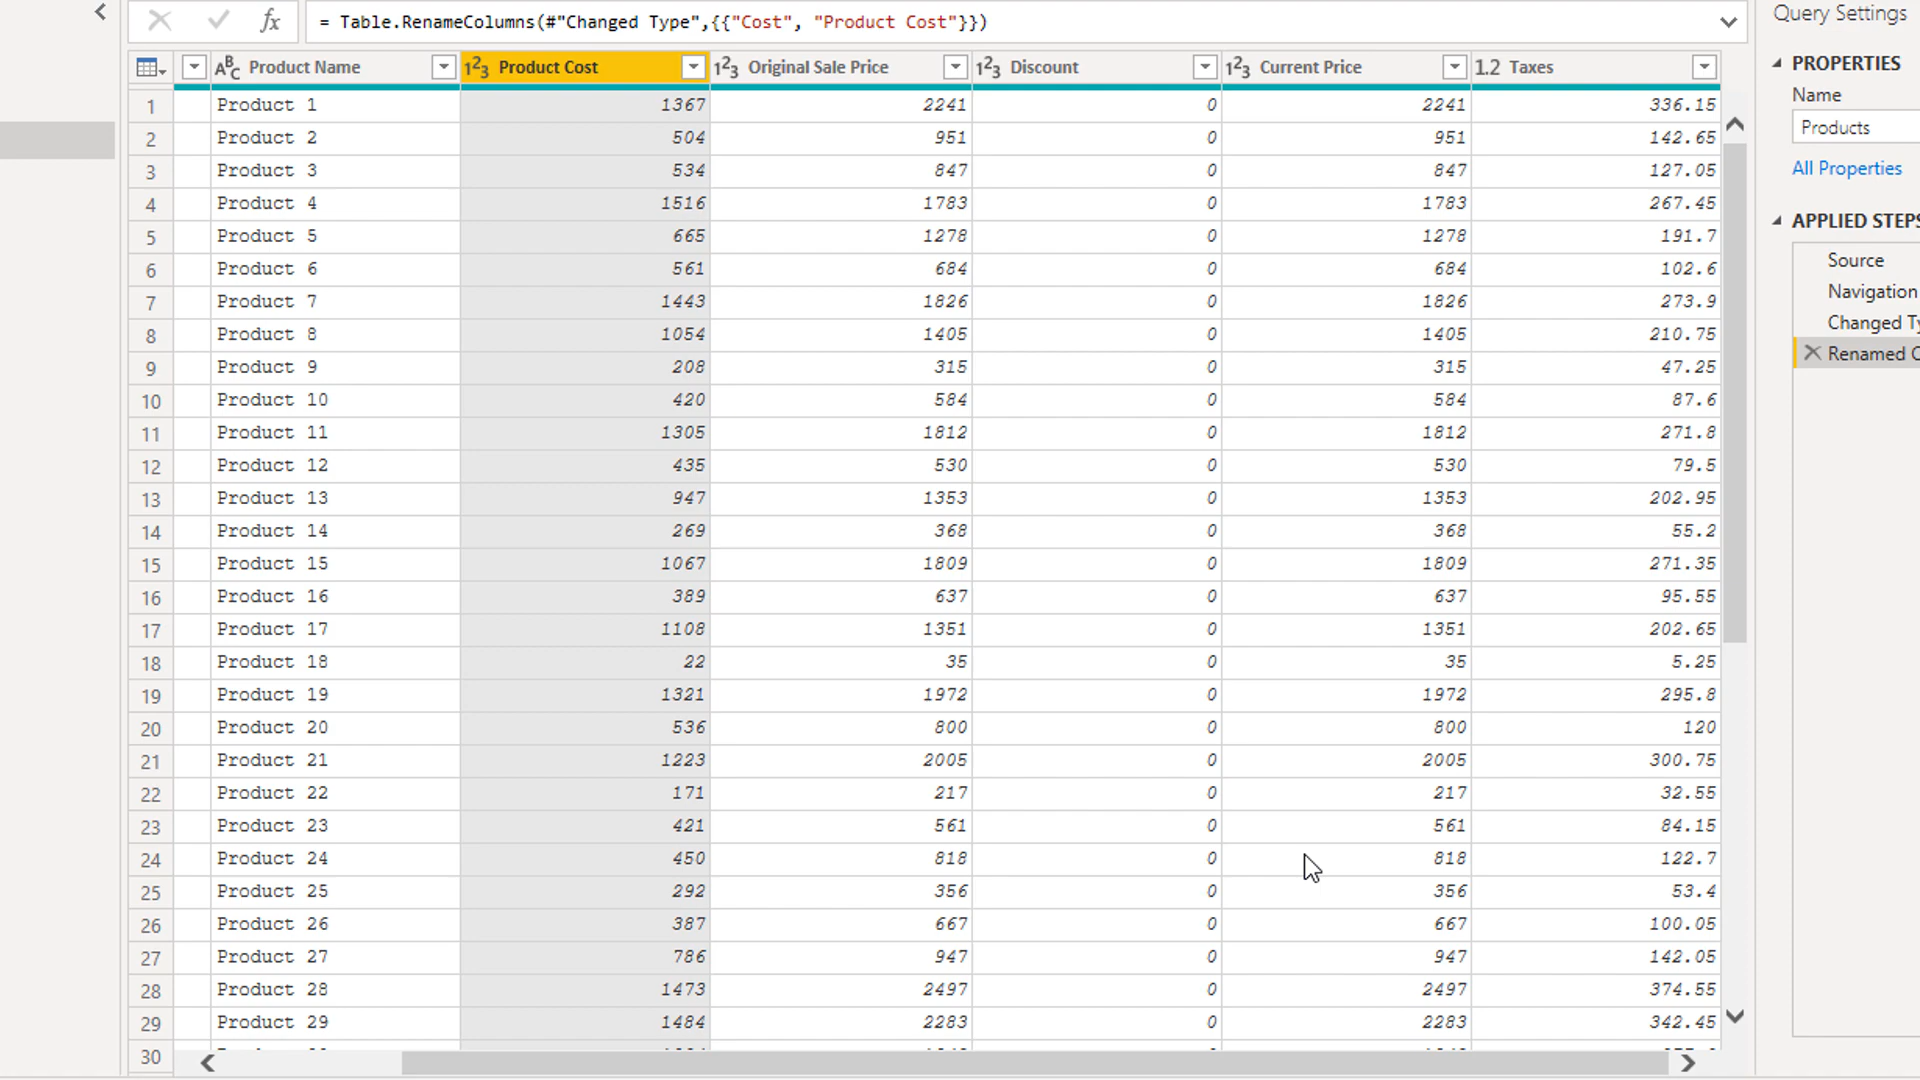 fx = Table.RenameColumns(#"Changed Type",{{"Cost", "Product Cost"}})
Query Settings
ABC Product Name 123 Product Cost 123 Original Sale Price 123 Discount 123 Current Price 1.2 Taxes
1 Product 1 1367 2241 0 2241 336.15
2 Product 2 504 951 0 951 142.65
3 Product 3 534 847 0 847 127.05
4 Product 4 1516 1783 0 1783 267.45
5 Product 5 665 1278 0 1278 191.7
6 Product 6 561 684 0 684 102.6
7 Product 7 1443 1826 0 1826 273.9
8 Product 8 1054 1405 0 1405 210.75
9 Product 9 208 315 0 315 47.25
10 Product 10 420 584 0 584 87.6
11 Product 11 1305 1812 0 1812 271.8
12 Product 12 435 530 0 530 79.5
13 Product 13 947 1353 0 1353 202.95
14 Product 14 269 368 0 368 55.2
15 Product 15 1067 1809 0 1809 271.35
16 Product 16 389 637 0 637 95.55
17 Product 17 1108 1351 0 1351 202.65
18 Product 18 22 35 0 35 5.25
19 Product 19 1321 1972 0 1972 295.8
20 Product 20 536 800 0 800 120
21 Product 21 1223 2005 0 2005 300.75
22 Product 22 171 217 0 217 32.55
23 Product 23 421 561 0 561 84.15
24 Product 24 450 818 0 818 122.7
25 Product 25 292 356 0 356 53.4
26 Product 26 387 667 0 667 100.05
27 Product 27 786 947 0 947 142.05
28 Product 28 1473 2497 0 2497 374.55
29 Product 29 1484 2283 0 2283 342.45
30
PROPERTIES
Name
Products
All Properties
APPLIED STEPS
Source
Navigation
Changed Ty
Renamed C